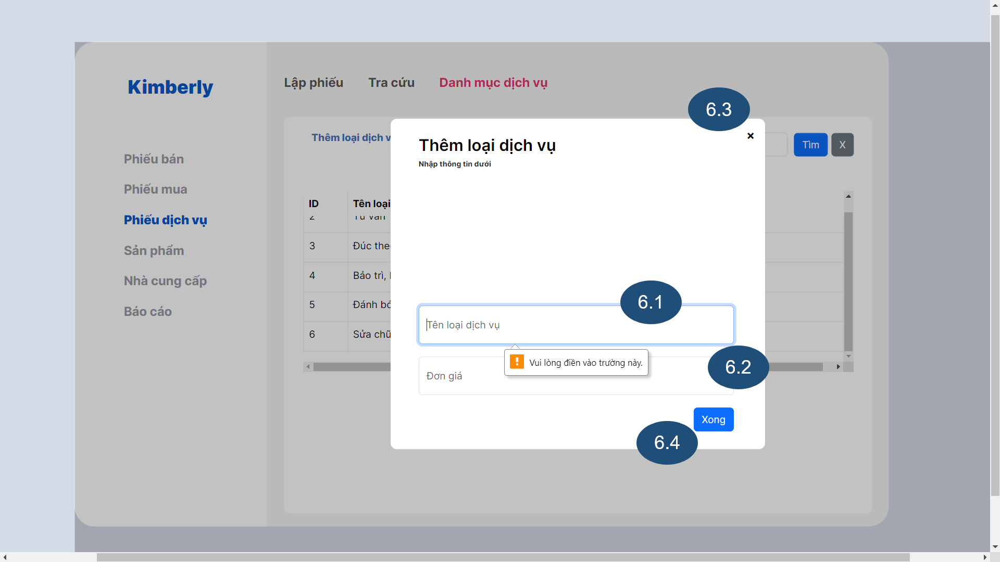 Kimberly
Lập phiếu
Tra cứu
Danh mục dịch vụ
Phiếu bán
Phiếu mua
Phiếu dịch vụ
Sản phẩm
Nhà cung cấp
Báo cáo
Thêm loại dịch v
Tìm
X
ID
Tên loại
2
Tư vấn
3
Đúc the
4
Bảo trì,
5
Đánh bó
6
Sửa chữ
6.3
×
Thêm loại dịch vụ
Nhập thông tin dưới
6.1
Tên loại dịch vụ
! Vui lòng điền vào trường này.
6.2
Đơn giá
Xong
6.4